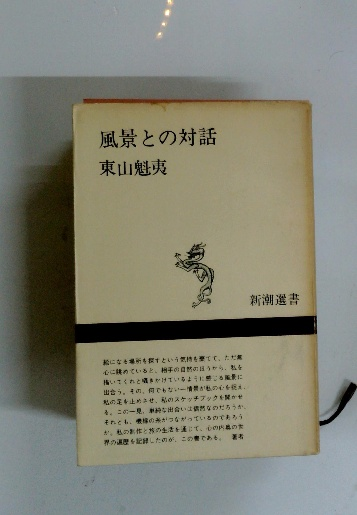 風景との対話
東山魁夷
新潮選書
絵になる場所を探すという気持を棄てて、ただ無
心に眺めていると、相手の自然の ほうから、私を
描いてくれと囁きかけているように感じる風景に
出会う。その、何でもない一情景が私の心を捉え、
私の足を止めさせ、私のスケッチブックを開かせ
る。この一見、単純な出会いは偶然なのだろうか、
それとも、機縁の糸がつながっているのであろう
か。私の制作と旅の生活を通じて、心の内奥の世
界の遍歴を記録したのが、この書である。 著者